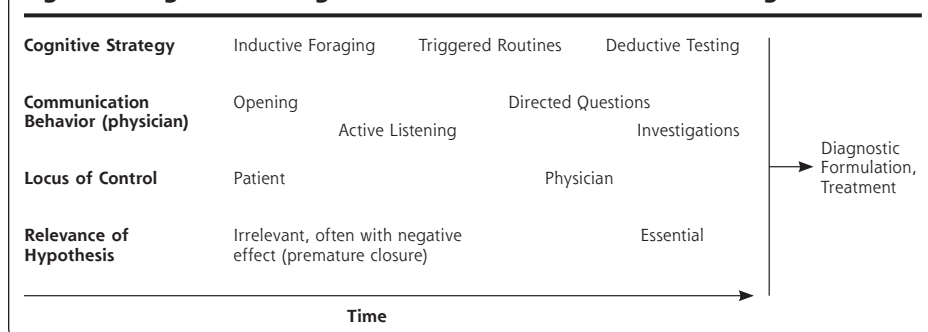 Cognitive Strategy Inductive Foraging Triggered Routines Deductive Testing
Communication Behavior (physician) Opening Directed Questions
Active Listening Investigations
Locus of Control Patient Physician
Relevance of Hypothesis Irrelevant, often with negative effect (premature closure) Essential
Diagnostic
Formulation,
Treatment
Time